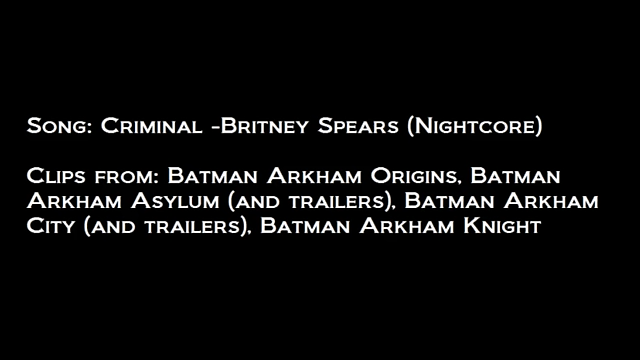 Song: Criminal -Britney Spears (Nightcore)
Clips from: Batman Arkham Origins, Batman
Arkham Asylum (and trailers), Batman Arkham
City (and trailers), Batman Arkham Knight